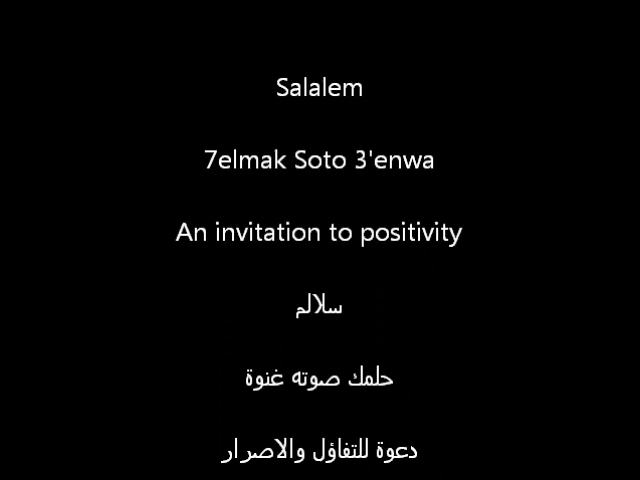 Salalem
7elmak Soto 3'enwa
An invitation to positivity
سلالم
حلمك صوته غنوة
دعوة للتفاؤل والاصرار